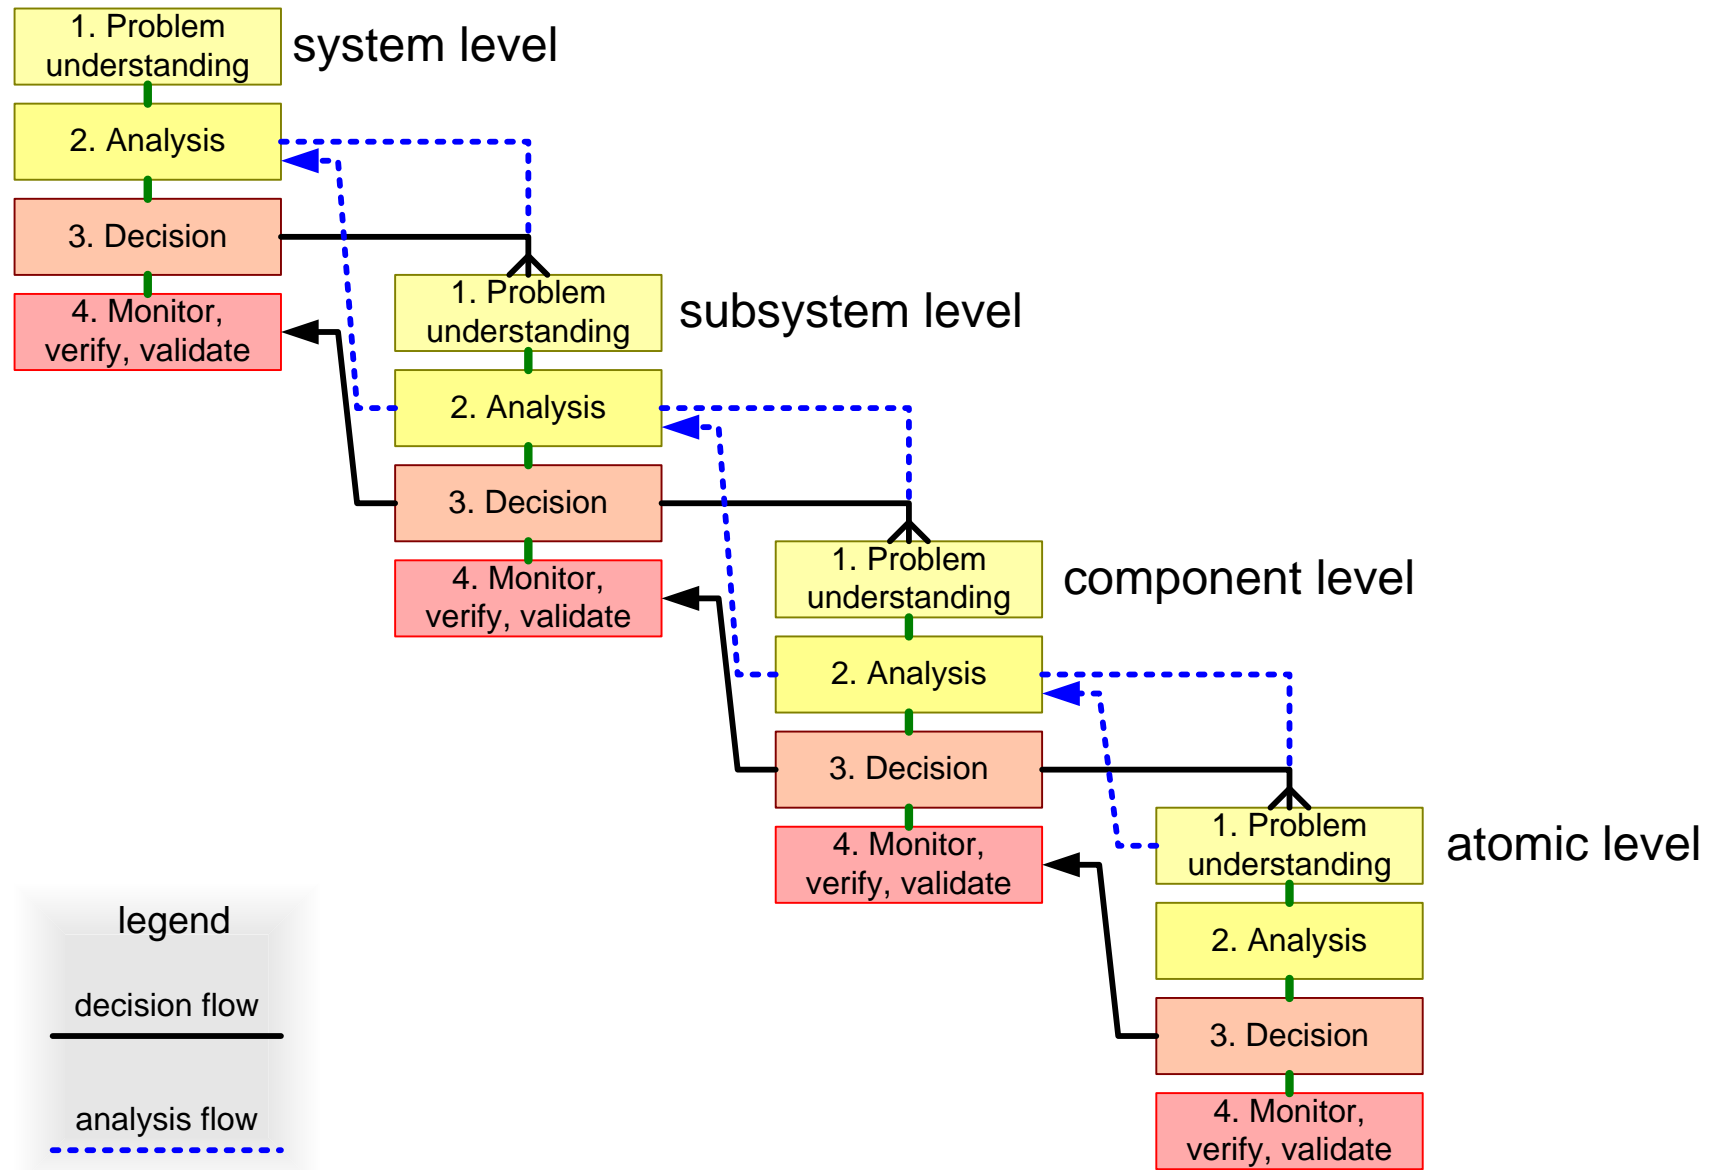 1. Problem
understanding
system level
2. Analysis
3. Decision
4. Monitor,
verify, validate
1. Problem
understanding
subsystem level
2. Analysis
3. Decision
4. Monitor,
verify, validate
1. Problem
understanding
component level
2. Analysis
3. Decision
4. Monitor,
verify, validate
1. Problem
understanding
atomic level
2. Analysis
3. Decision
4. Monitor,
verify, validate
legend
decision flow
analysis flow